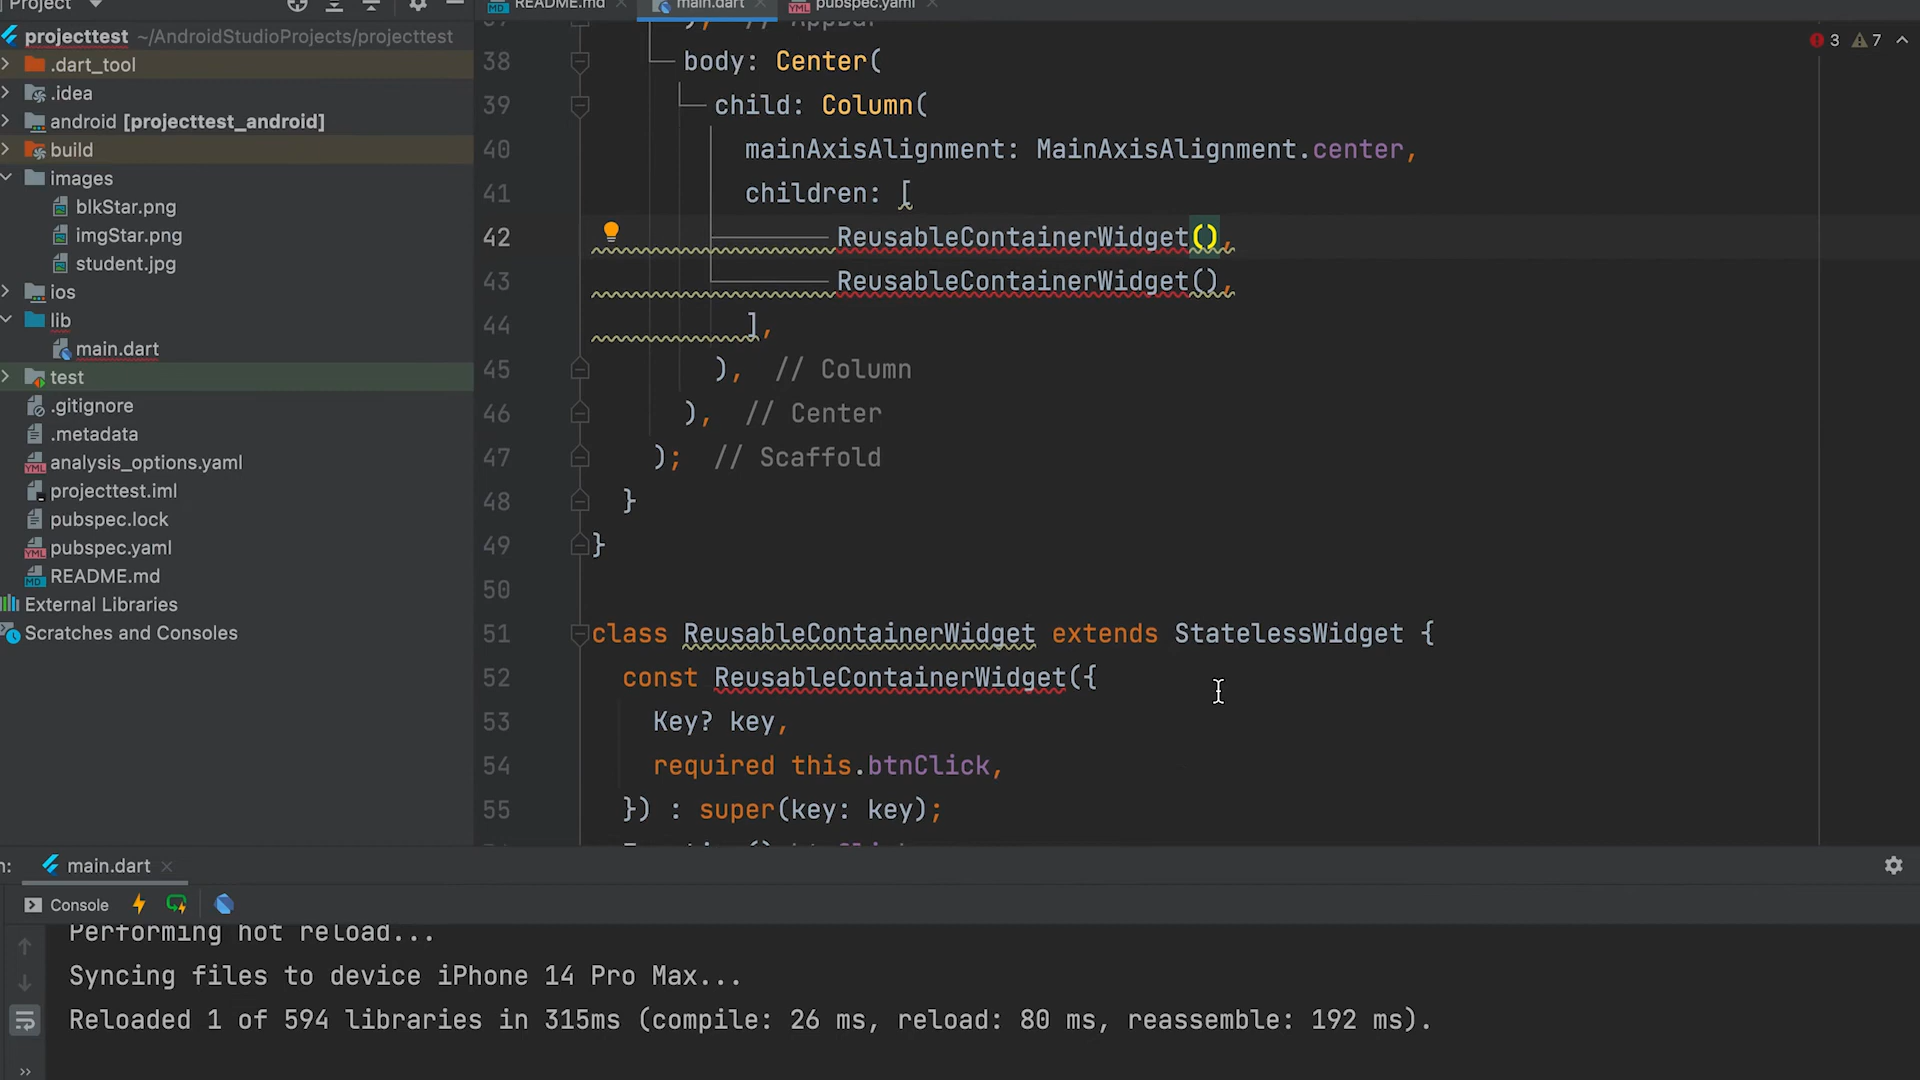 Project
README.md
main.dart
pubspec.yaml
projecttest ~/AndroidStudioProjects/projecttest
.dart_tool
.idea
android [projecttest_android]
build
images
blkStar.png
imgStar.png
student.jpg
ios
lib
main.dart
test
.gitignore
.metadata
analysis_options.yaml
projecttest.iml
pubspec.lock
pubspec.yaml
README.md
External Libraries
Scratches and Consoles
3 7
37 ), // AppBar
38 body: Center(
39 child: Column(
40 mainAxisAlignment: MainAxisAlignment.center,
41 children: [
42 ReusableContainerWidget(),
43 ReusableContainerWidget(),
44 ],
45 ), // Column
46 ), // Center
47 ); // Scaffold
48 }
49 }
50
51 class ReusableContainerWidget extends StatelessWidget {
52 const ReusableContainerWidget({
53 Key? key,
54 required this.btnClick,
55 }) : super(key: key);
main.dart
Console
Performing hot reload...
Syncing files to device iPhone 14 Pro Max...
Reloaded 1 of 594 libraries in 315ms (compile: 26 ms, reload: 80 ms, reassemble: 192 ms).